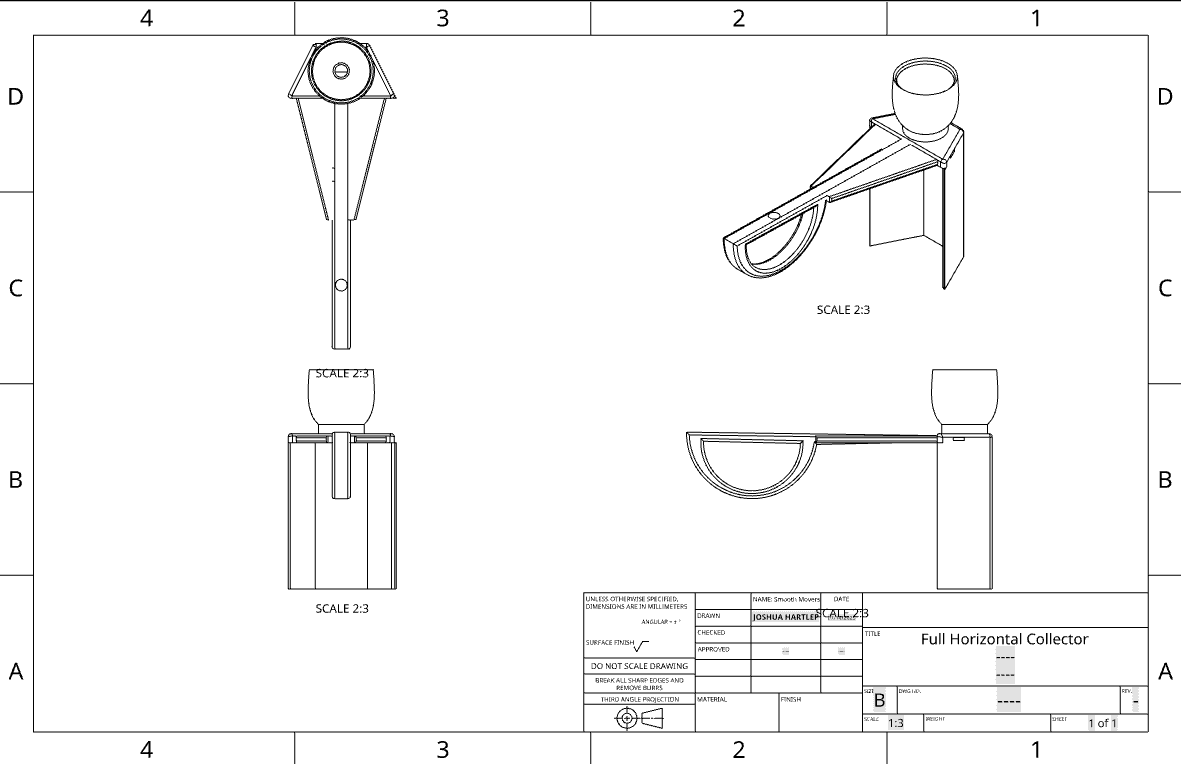 4 3 2 1
D D
C C
B B
A A
SCALE 2:3
SCALE 2:3
SCALE 2:3
SCALE 2:3
UNLESS OTHERWISE SPECIFIED,
DIMENSIONS ARE IN MILLIMETERS
ANGULAR = ± °
SURFACE FINISH
DO NOT SCALE DRAWING
BREAK ALL SHARP EDGES AND
REMOVE BURRS
THIRD ANGLE PROJECTION
NAME: Smooth Movers DATE
DRAWN JOSHUA HARTLEP
CHECKED
APPROVED --- ---
MATERIAL FINISH
TITLE
Full Horizontal Collector
----
----
SIZE B DWG NO. ---- REV. -
SCALE 1:3 WEIGHT SHEET 1 of 1
4 3 2 1